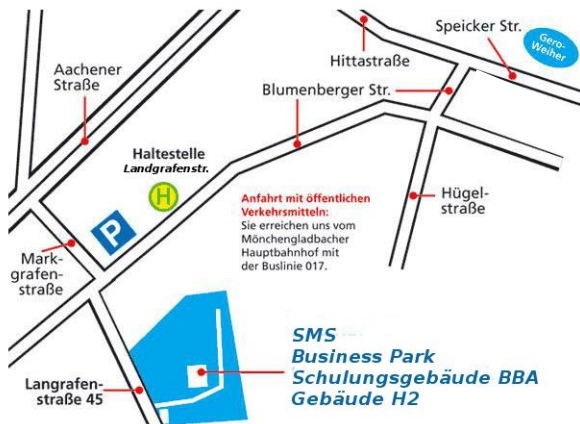 Speicker Str.
Gero-
Weiher
Hittastraße
Aachener
Straße
Blumenberger Str.
Haltestelle
Landgrafenstr.
H
P
Anfahrt mit öffentlichen
Verkehrsmitteln:
Sie erreichen uns vom
Mönchengladbacher
Hauptbahnhof mit
der Buslinie 017.
Hügel-
straße
Mark-
grafen-
straße
SMS
Business Park
Schulungsgebäude BBA
Gebäude H2
Langrafen-
straße 45